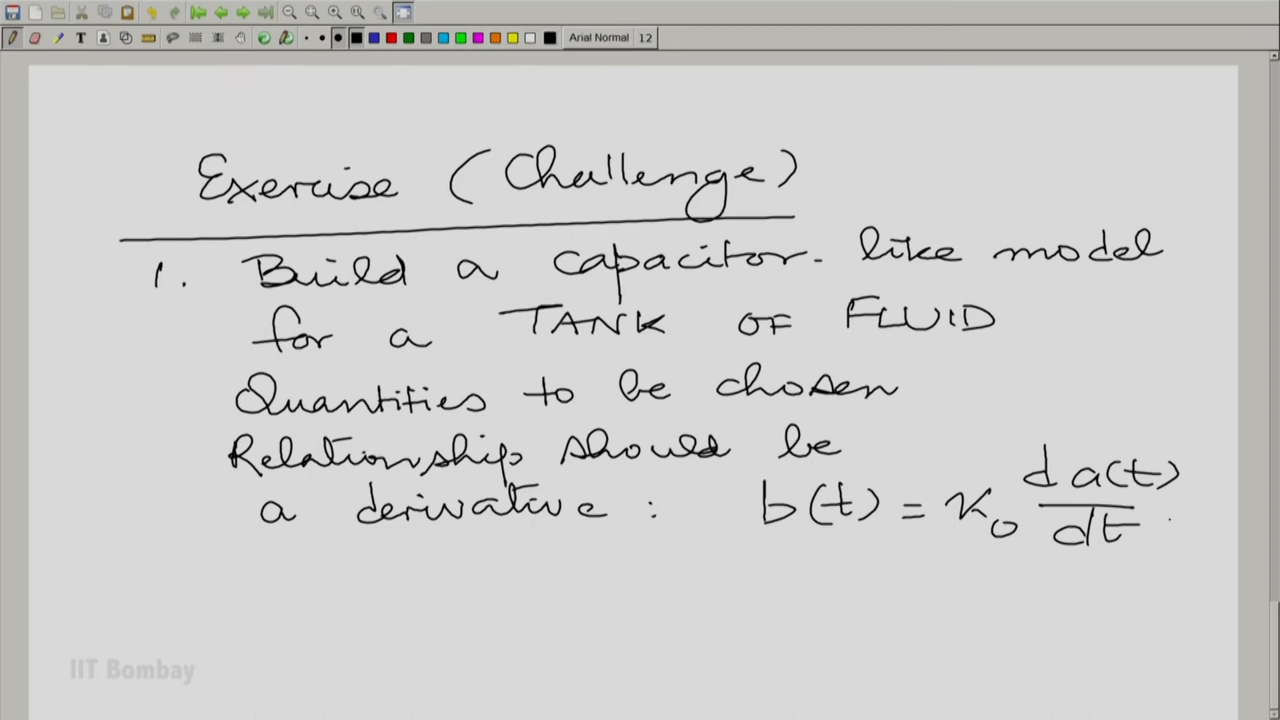 Arial Normal 12
Exercise (Challenge)
1. Build a capacitor-like model
for a TANK OF FLUID
Quantities to be chosen
Relationship should be
a derivative : b(t) = K₀ da(t)/dt.
IIT Bombay